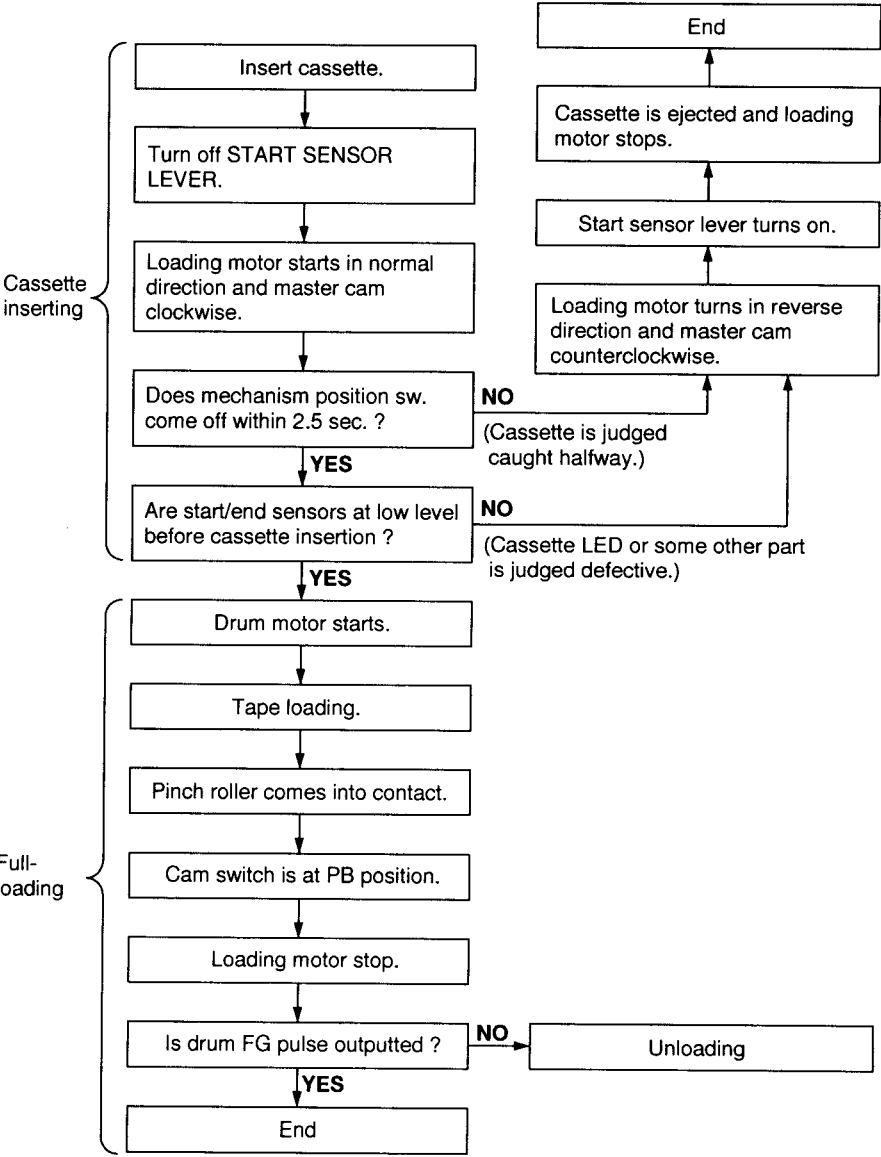 End
Insert cassette.
Cassette is ejected and loading
motor stops.
Turn off START SENSOR
LEVER.
Start sensor lever turns on.
Cassette
inserting
Loading motor starts in normal
direction and master cam
clockwise.
Loading motor turns in reverse
direction and master cam
counterclockwise.
Does mechanism position sw.
come off within 2.5 sec. ?
NO
(Cassette is judged
caught halfway.)
YES
Are start/end sensors at low level
before cassette insertion ?
NO
(Cassette LED or some other part
is judged defective.)
YES
Drum motor starts.
Tape loading.
Pinch roller comes into contact.
Full-
oading
Cam switch is at PB position.
Loading motor stop.
Is drum FG pulse outputted ?
NO
Unloading
YES
End